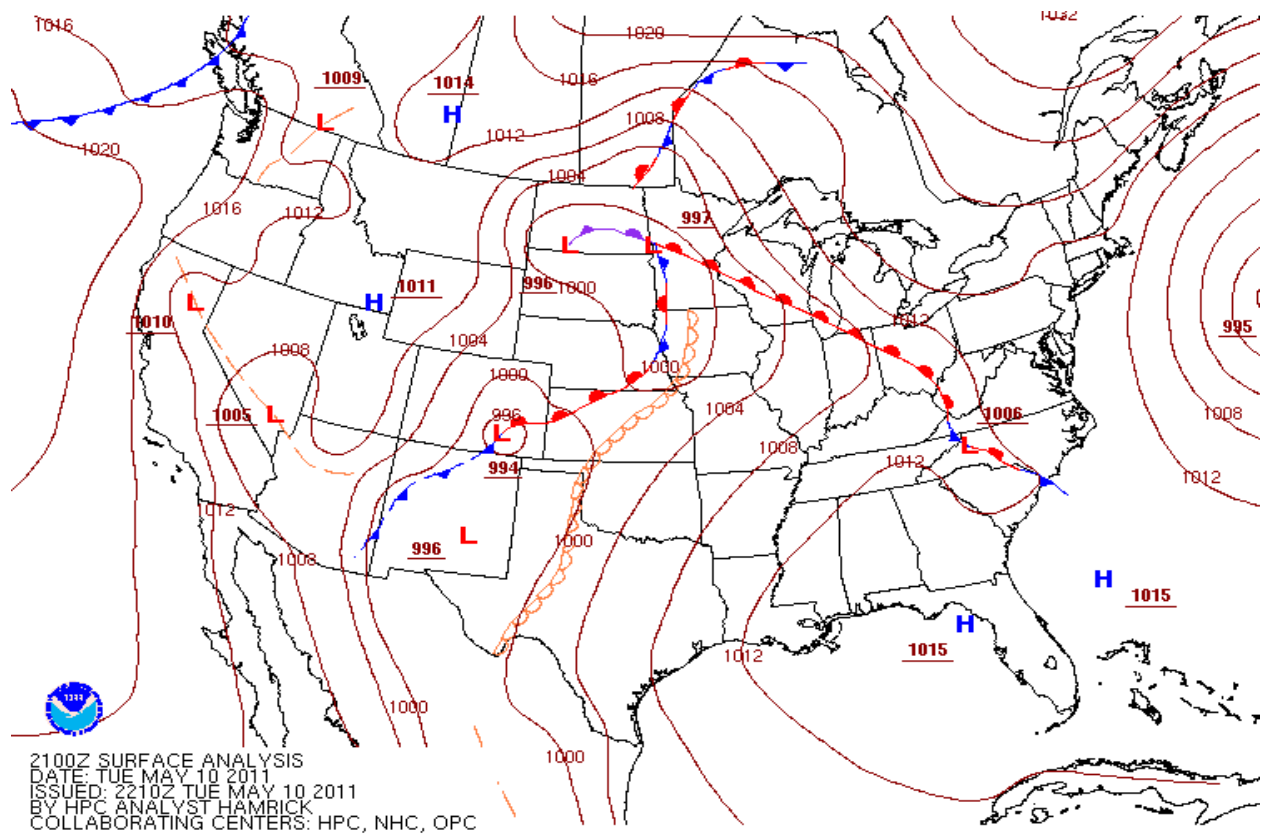 1032
1016
1020
1009
1014
1016
1008
1012
1020
1004
1016
1012
997
1011
996
1000
1010
1012
995
1004
1008
1000
1000
1004
996
1005
1006
1008
1008
1012
994
1012
1012
1000
996
1008
1015
1015
1012
1000
1000
2100Z SURFACE ANALYSIS
DATE: TUE MAY 10 2011
ISSUED: 2210Z TUE MAY 10 2011
BY HPC ANALYST HAMRICK
COLLABORATING CENTERS: HPC, NHC, OPC
H
L
L
L
L
H
L
L
L
L
L
H
H